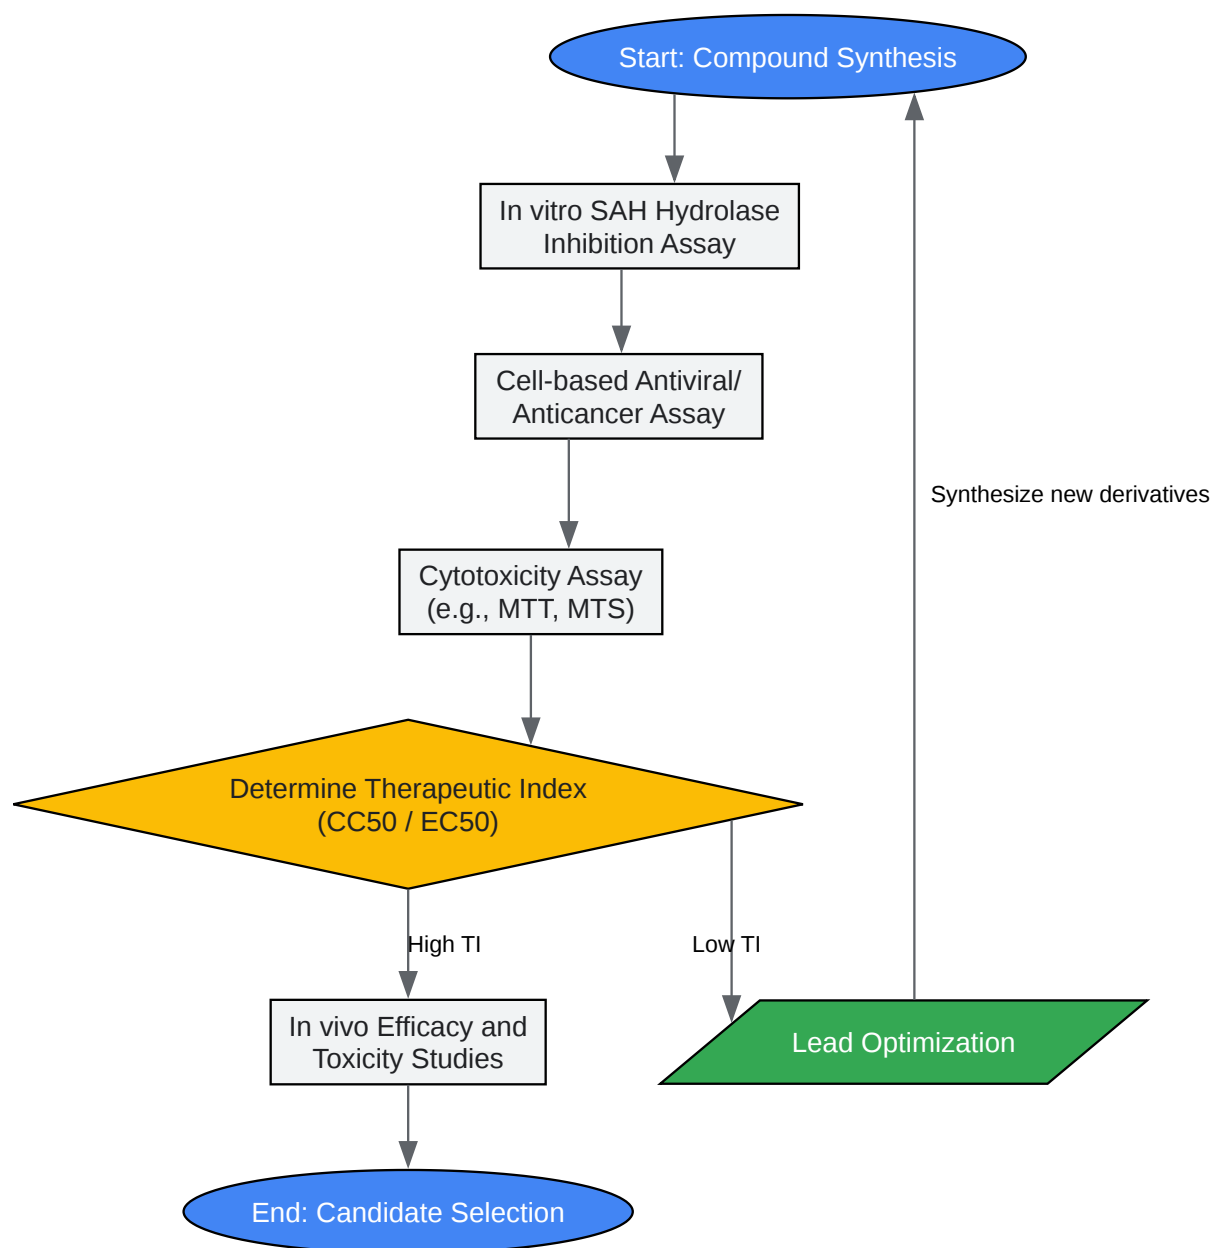 Start: Compound Synthesis
In vitro SAH Hydrolase
Inhibition Assay
Cell-based Antiviral/
Anticancer Assay
Synthesize new derivatives
Cytotoxicity Assay
(e.g., MTT, MTS)
Determine Therapeutic Index
(CC50 / EC50)
High TI
Low TI
In vivo Efficacy and
Toxicity Studies
Lead Optimization
End: Candidate Selection